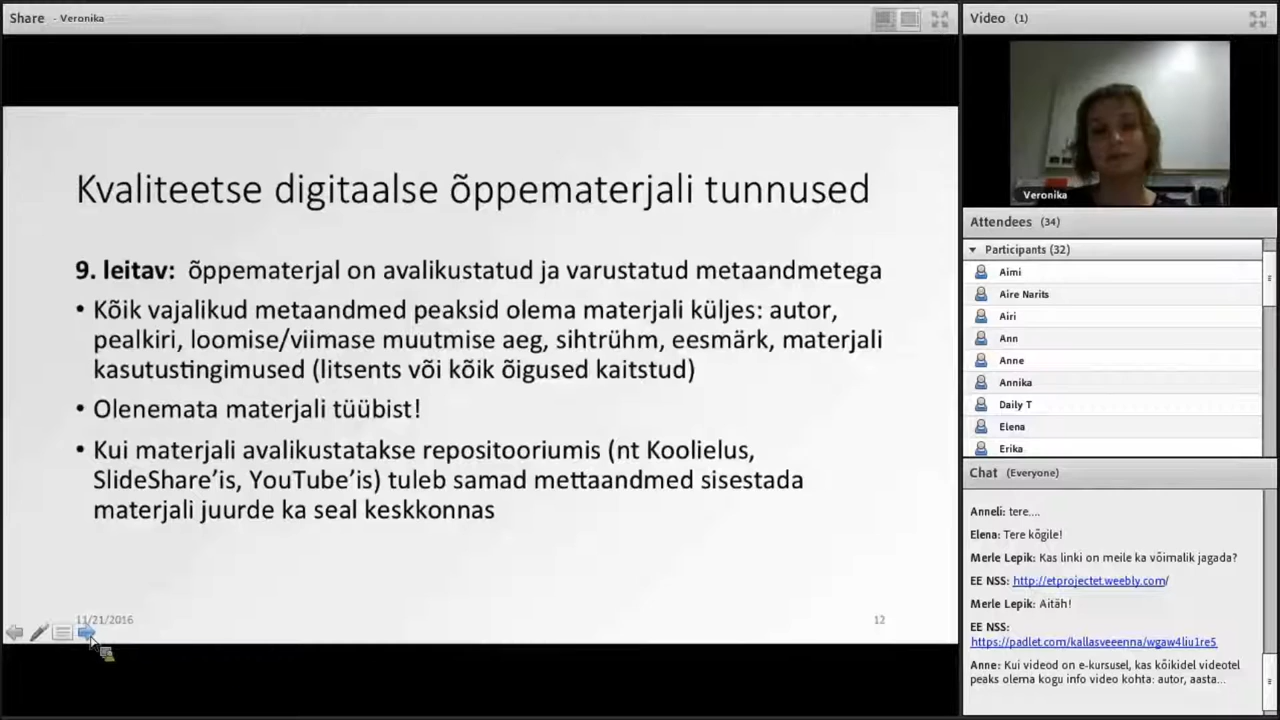 Share - Veronika
Kvaliteetse digitaalse õppematerjali tunnused
9. leitav: õppematerjal on avalikustatud ja varustatud metaandmetega
• Kõik vajalikud metaandmed peaksid olema materjali küljes: autor,
pealkiri, loomise/viimase muutmise aeg, sihtrühm, eesmärk, materjali
kasutustingimused (litsents või kõik õigused kaitstud)
• Olenemata materjali tüübist!
• Kui materjali avalikustatakse repositooriumis (nt Koolielus,
SlideShare’is, YouTube’is) tuleb samad mettaandmed sisestada
materjali juurde ka seal keskkonnas
11/21/2016
12
Video (1)
Veronika
Attendees (34)
Participants (32)
Aimi
Aire Narits
Airi
Ann
Anne
Annika
Daily T
Elena
Erika
Chat (Everyone)
Anneli: tere....
Elena: Tere kõgile!
Merle Lepik: Kas linki on meile ka võimalik jagada?
EE NSS: http://etprojectet.weebly.com/
Merle Lepik: Aitäh!
EE NSS:
https://padlet.com/kallasveeenna/wgaw4liu1re5
Anne: Kui videod on e-kursusel, kas kõikidel videotel
peaks olema kogu info video kohta: autor, aasta...